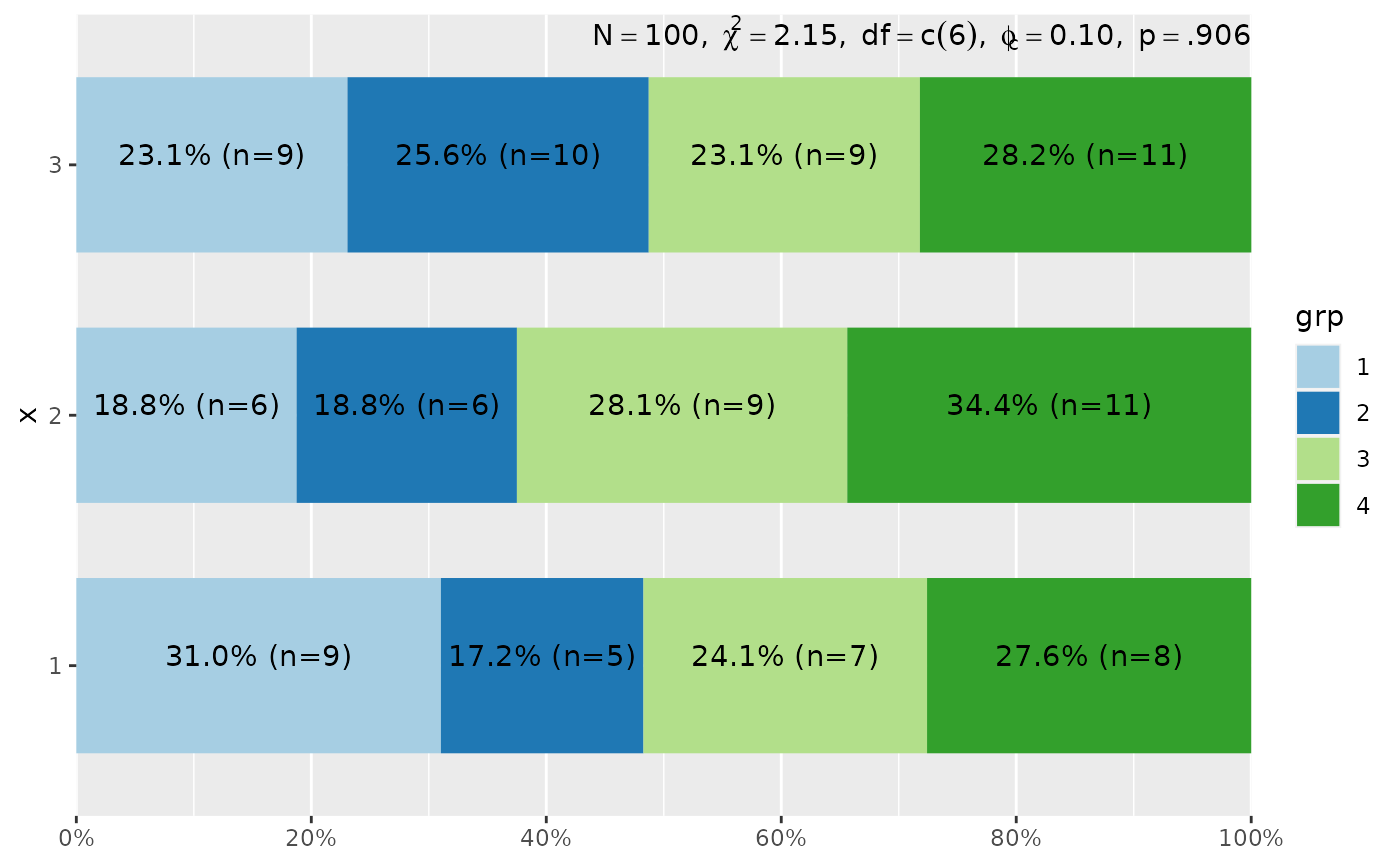 N = 100, χ² = 2.15, df = c(6), ϕc = 0.10, p = .906
3
23.1% (n=9) 25.6% (n=10) 23.1% (n=9) 28.2% (n=11)
x
2
18.8% (n=6) 18.8% (n=6) 28.1% (n=9) 34.4% (n=11)
1
31.0% (n=9) 17.2% (n=5) 24.1% (n=7) 27.6% (n=8)
0% 20% 40% 60% 80% 100%
grp
1
2
3
4